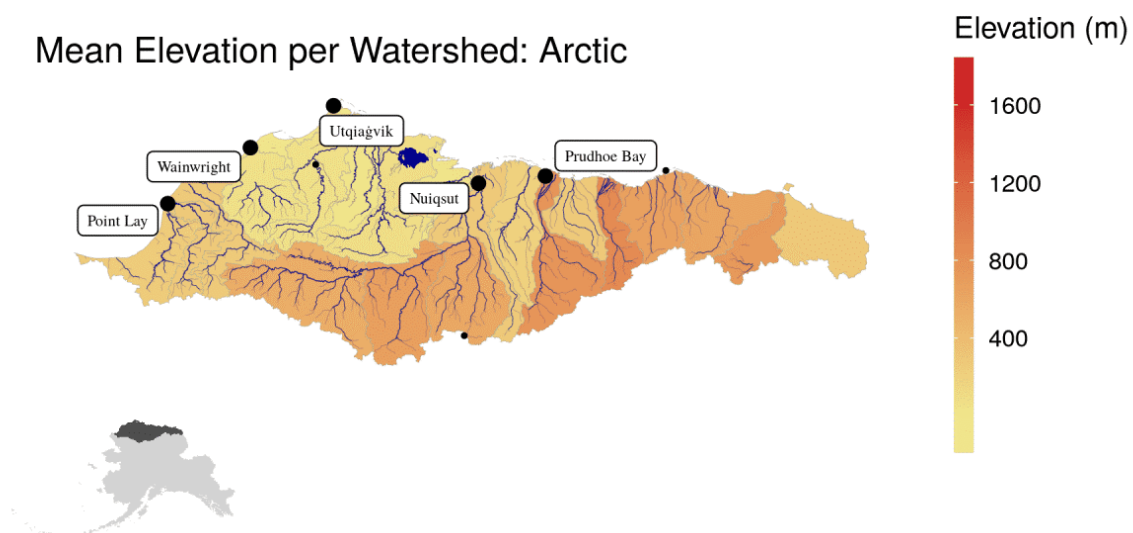 Mean Elevation per Watershed: Arctic
Elevation (m)
1600
1200
800
400
Utqiaġvik
Wainwright
Prudhoe Bay
Nuiqsut
Point Lay